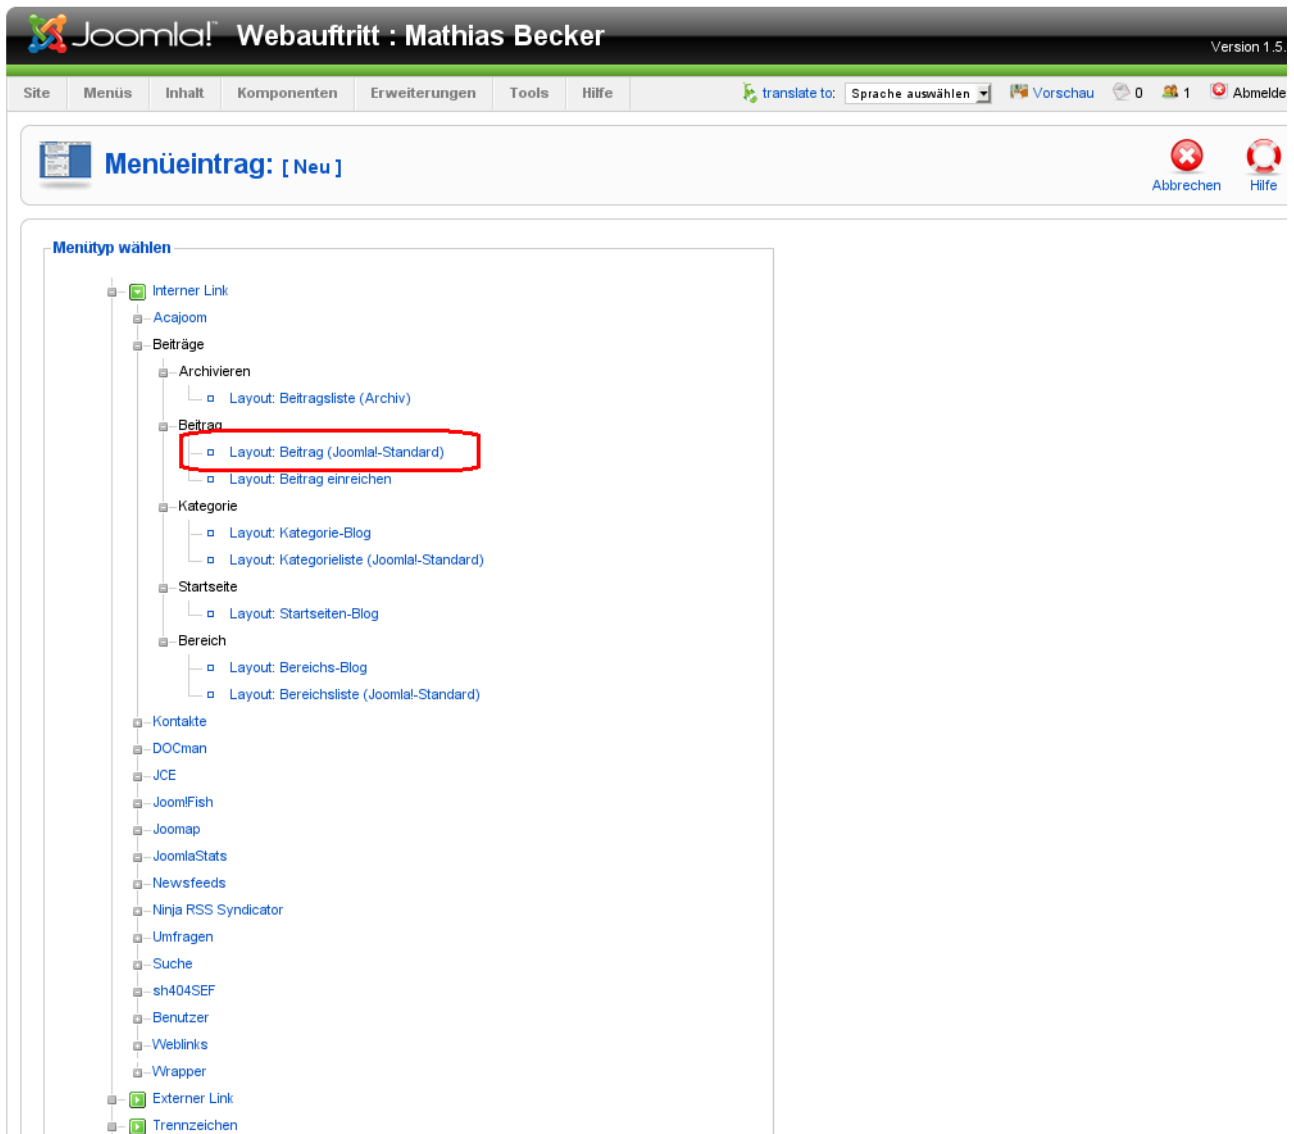 Joomla! Webauftritt : Mathias Becker
Version 1.5.
Site Menüs Inhalt Komponenten Erweiterungen Tools Hilfe translate to: Sprache auswählen Vorschau 0 1 Abmelde
Menüeintrag: [ Neu ]
Abbrechen Hilfe
Menütyp wählen
Interner Link
Acajoom
Beiträge
Archivieren
Layout: Beitragsliste (Archiv)
Beitrag
Layout: Beitrag (Joomla!-Standard)
Layout: Beitrag einreichen
Kategorie
Layout: Kategorie-Blog
Layout: Kategorieliste (Joomla!-Standard)
Startseite
Layout: Startseiten-Blog
Bereich
Layout: Bereichs-Blog
Layout: Bereichsliste (Joomla!-Standard)
Kontakte
DOCman
JCE
Joom!Fish
Joomap
JoomlaStats
Newsfeeds
Ninja RSS Syndicator
Umfragen
Suche
sh404SEF
Benutzer
Weblinks
Wrapper
Externer Link
Trennzeichen